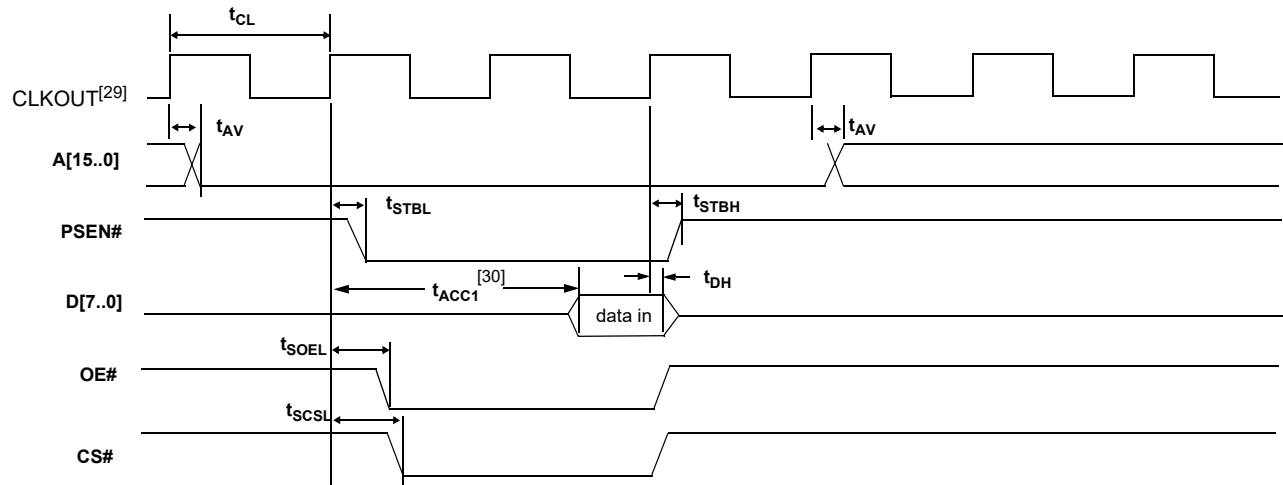 tCL
CLKOUT[29]
tAV
tAV
A[15..0]
tSTBL
tSTBH
PSEN#
[30]
tACC1
tDH
D[7..0]
data in
tSOEL
OE#
tSCSL
CS#